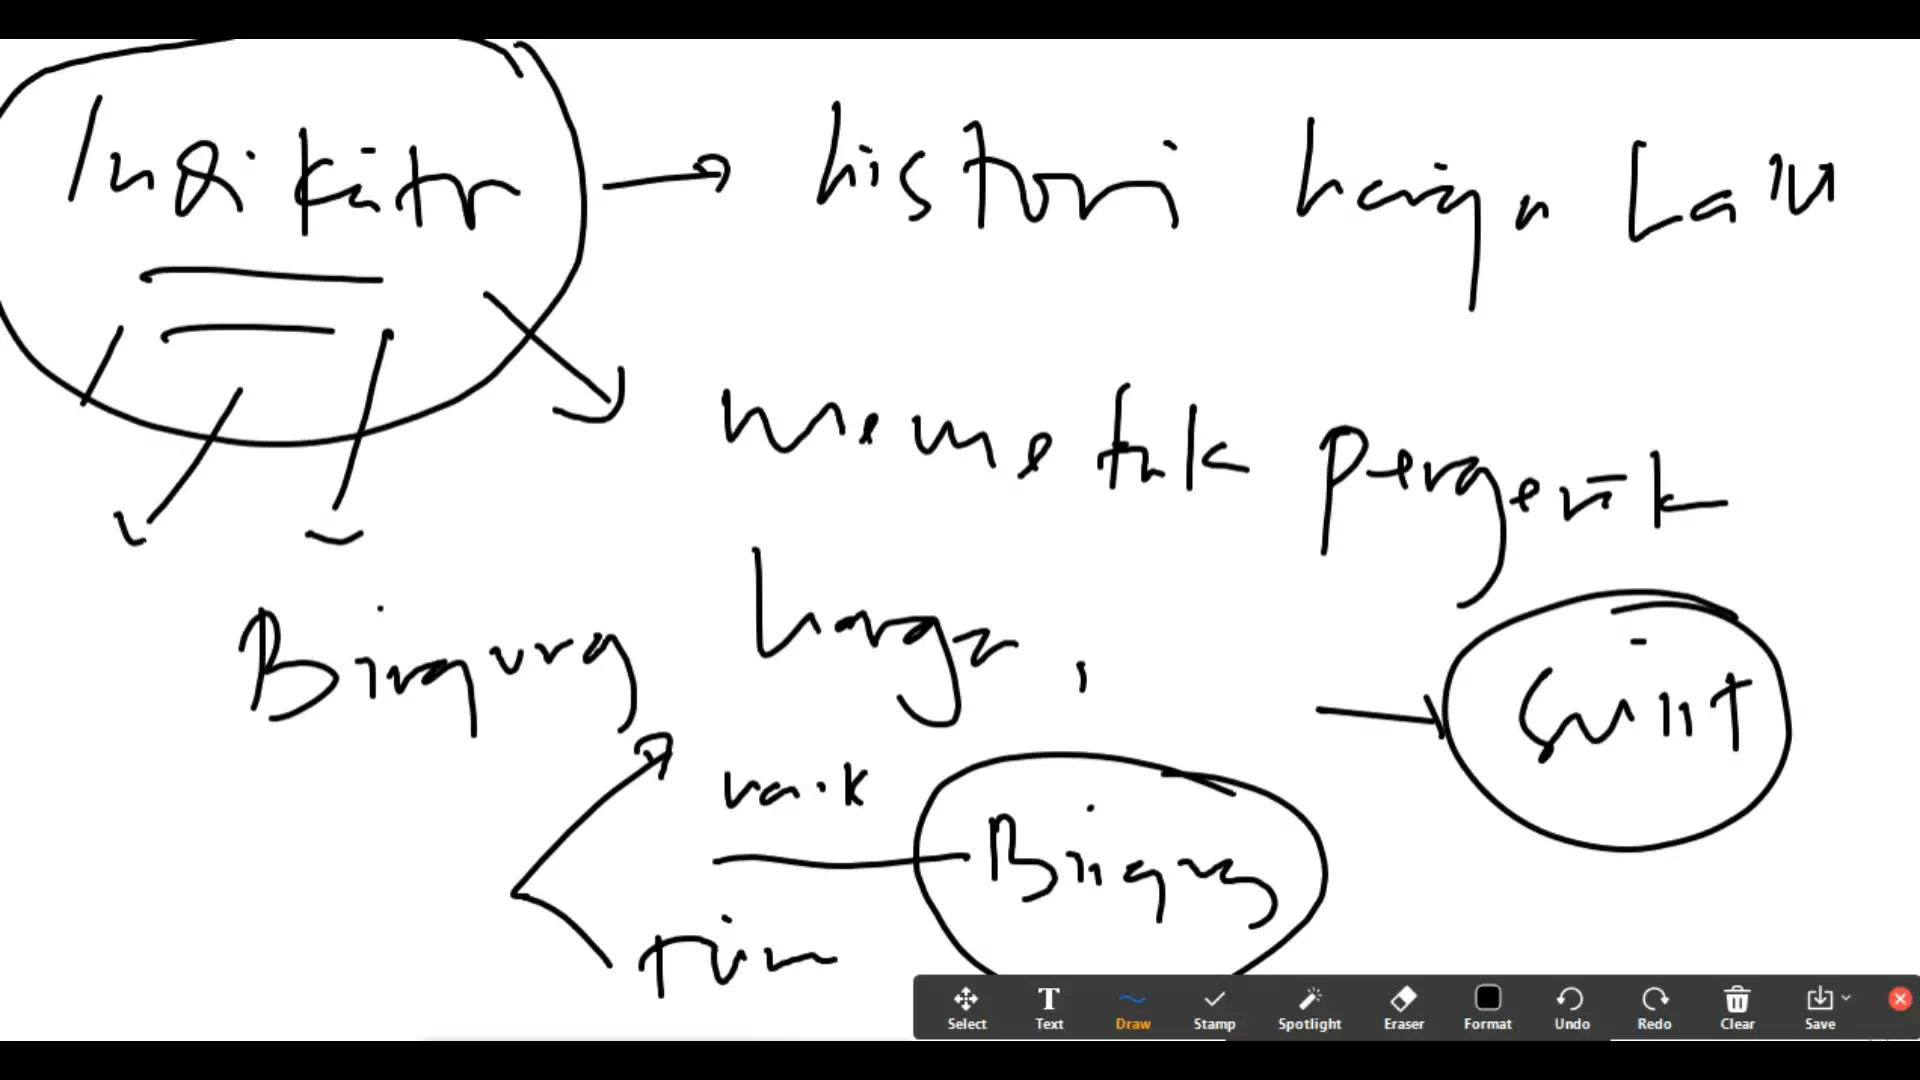 Indikator → histori harga Lalu
membentuk pergerak
Bingung harga,
sulit
naik
Bingung
turun
Select Text Draw Stamp Spotlight Eraser Format Undo Redo Clear Save